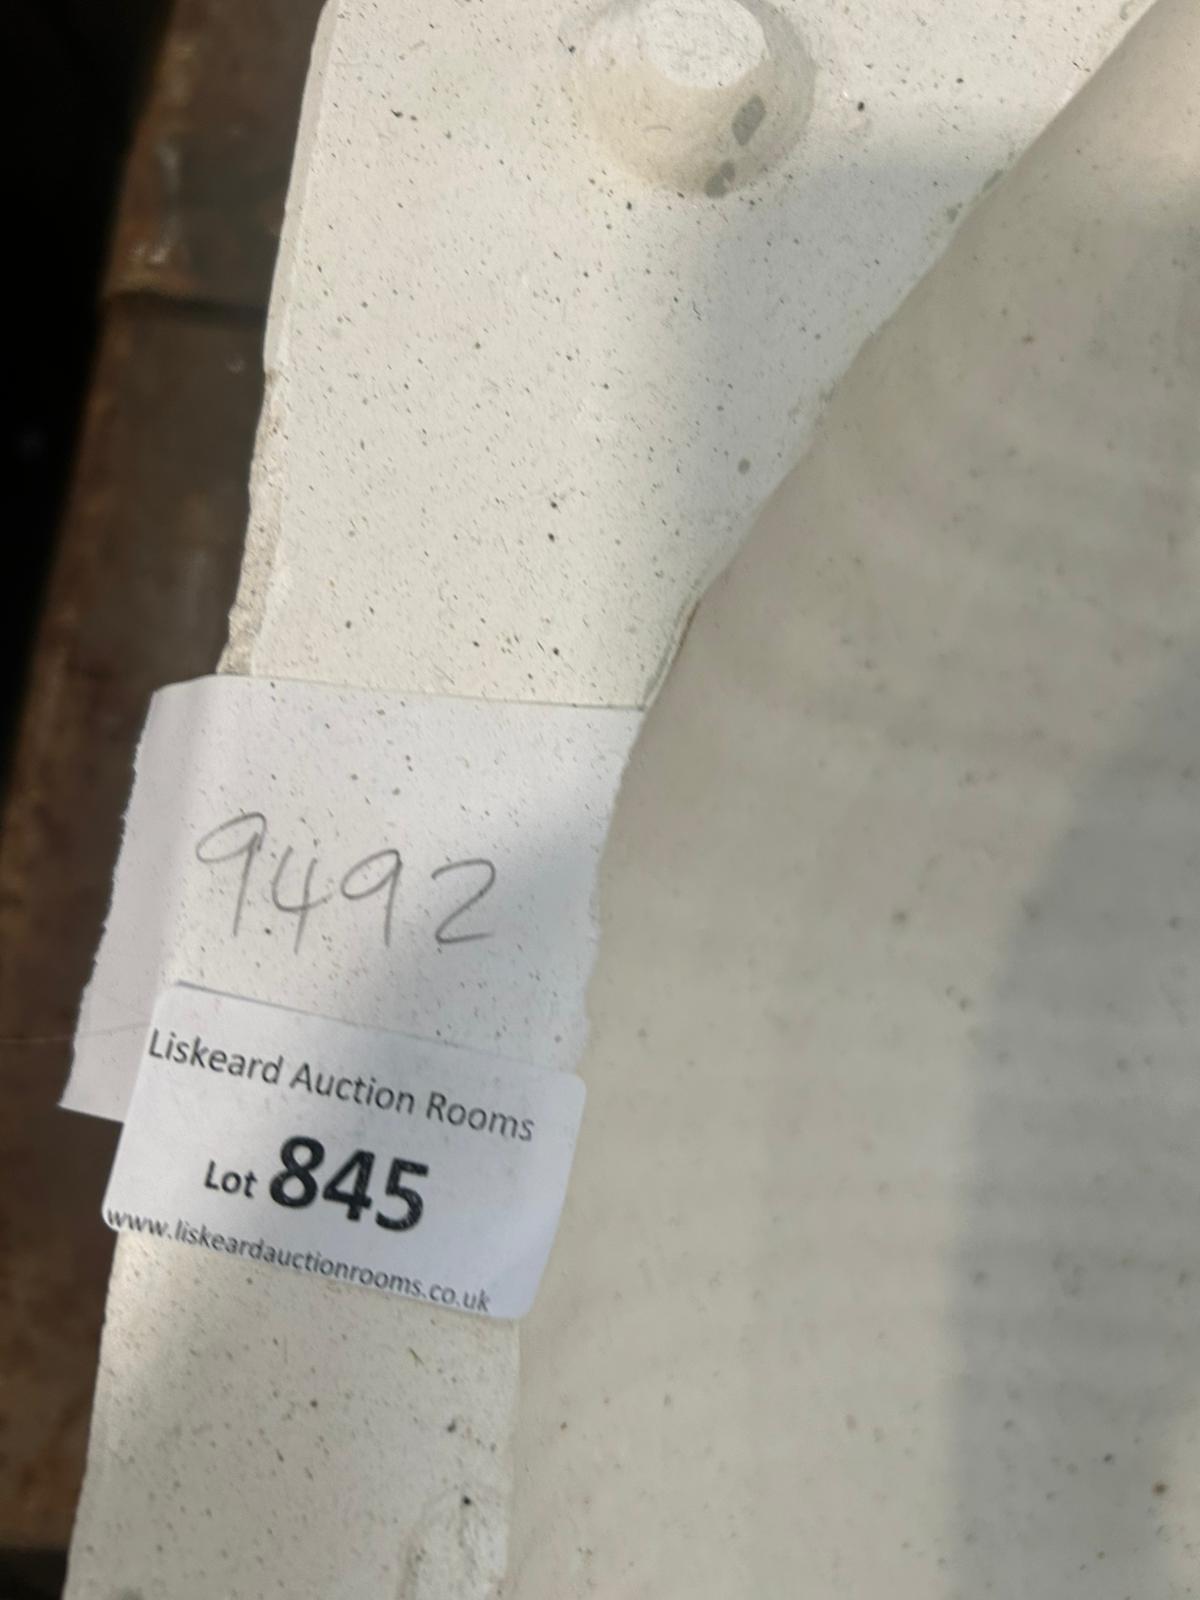 9492
Liskeard Auction Rooms
Lot 845
www.liskeardauctionrooms.co.uk